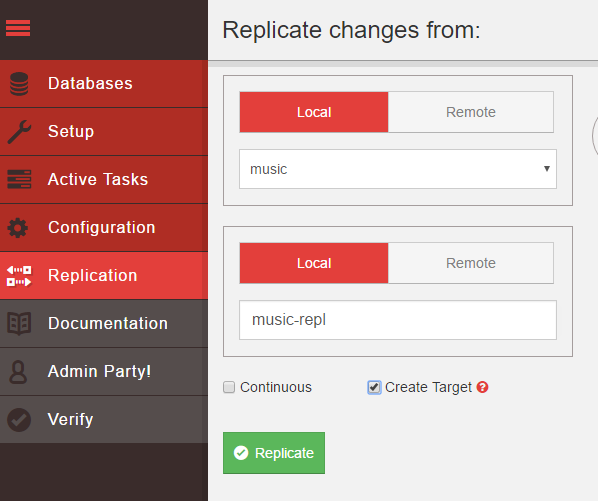 Replicate changes from:
Databases
Setup
Active Tasks
Configuration
Replication
Documentation
Admin Party!
Verify
Local Remote
music
Local Remote
music-repl
Continuous Create Target
Replicate